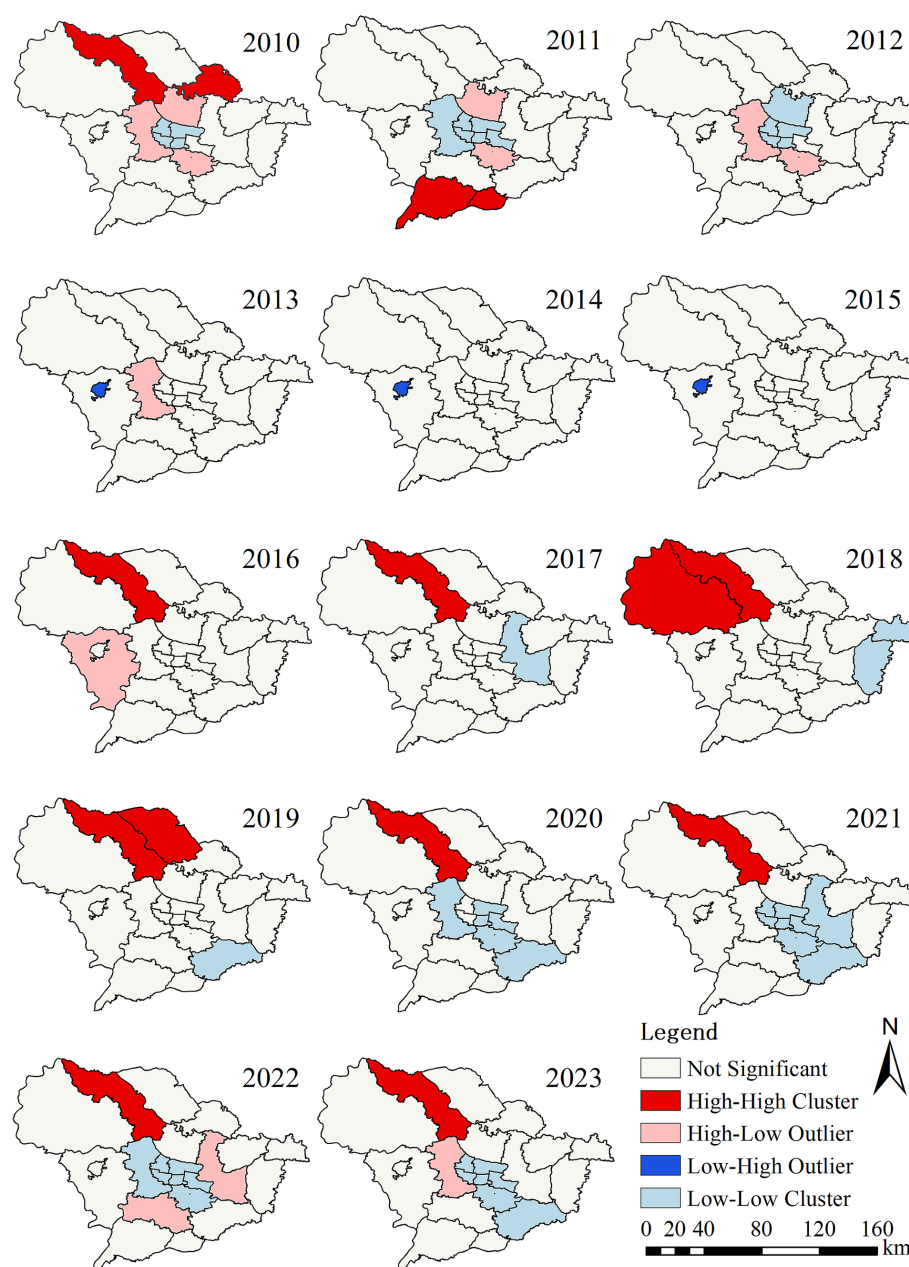 2010
2011
2012
2013
2014
2015
2016
2017
2018
2019
2020
2021
2022
2023
Legend
N
Not Significant
High-High Cluster
High-Low Outlier
Low-High Outlier
Low-Low Cluster
0 20 40 80 120 160
km